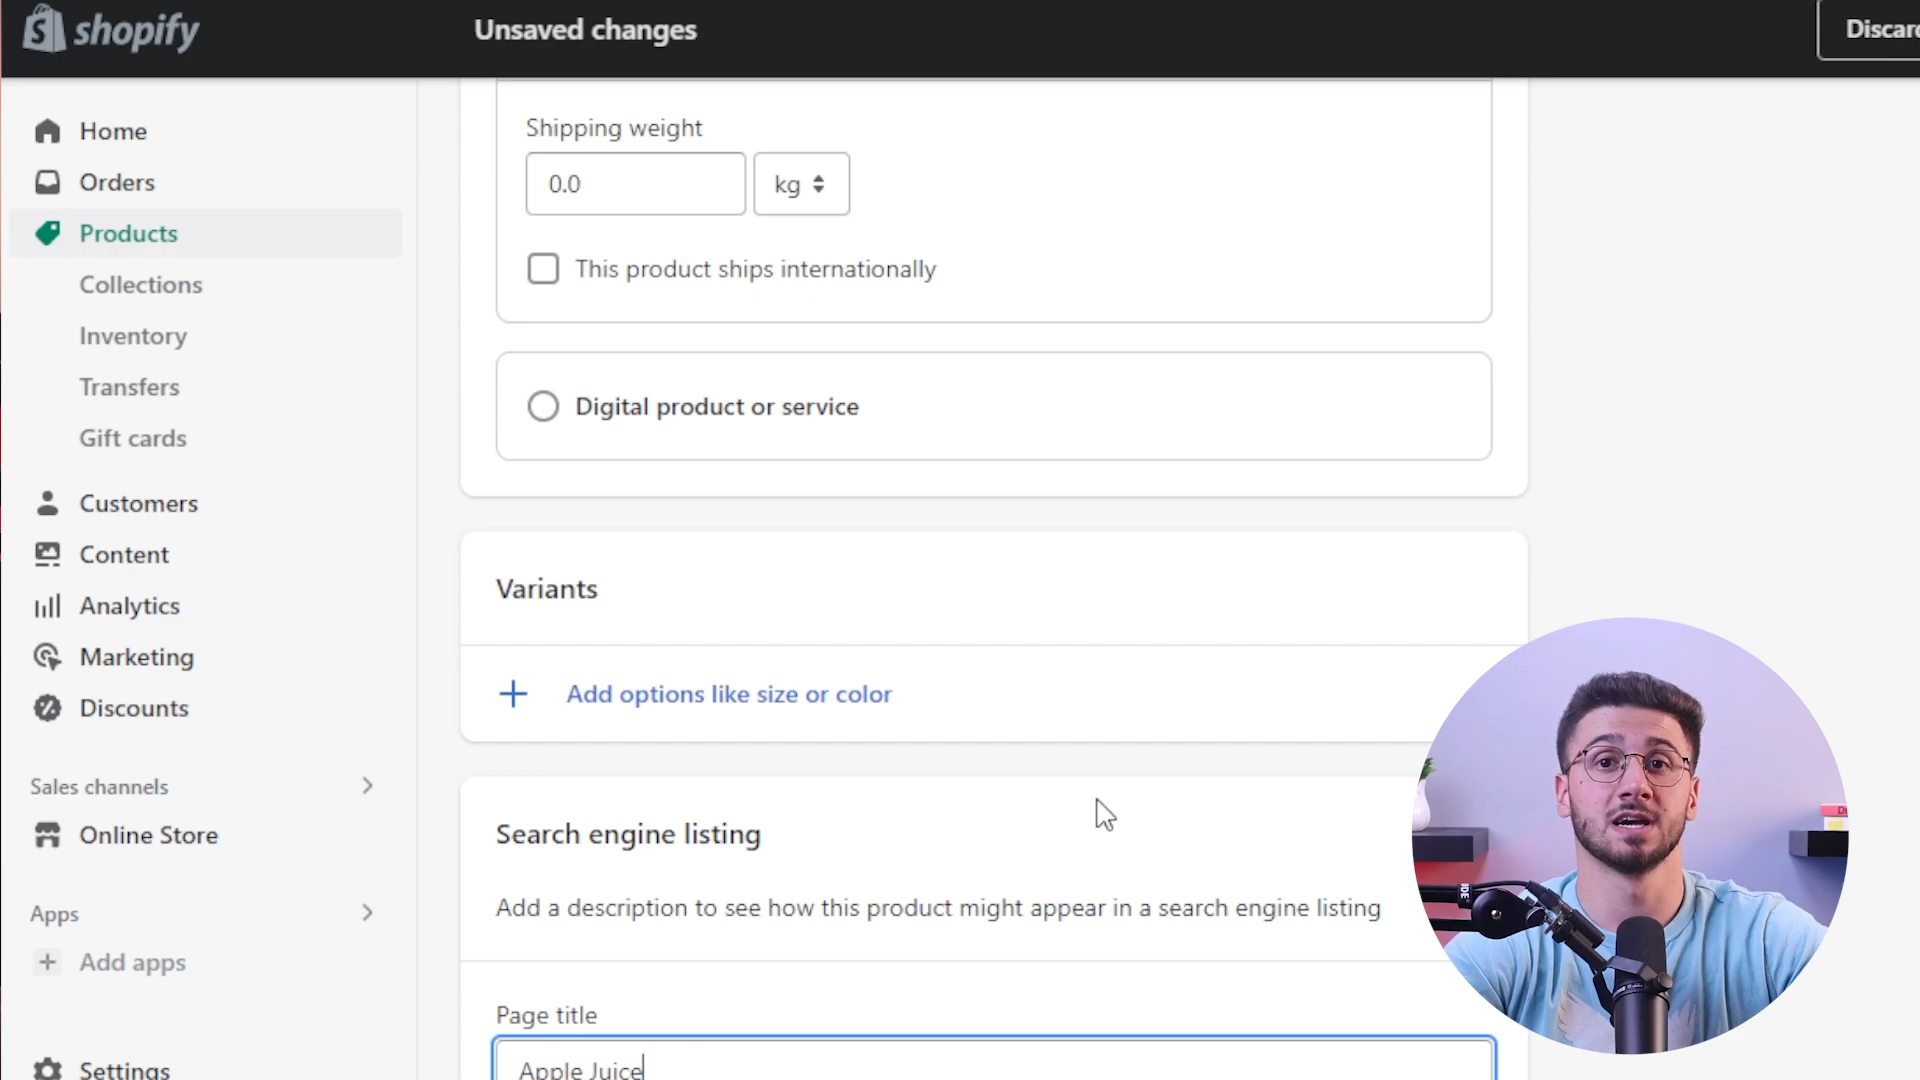 shopify
Unsaved changes
Home
Orders
Products
Collections
Inventory
Transfers
Gift cards
Customers
Content
Analytics
Marketing
Discounts
Sales channels
Online Store
Apps
Add apps
Settings
Shipping weight
0.0
kg
This product ships internationally
Digital product or service
Variants
Add options like size or color
Search engine listing
Add a description to see how this product might appear in a search engine listing
Page title
Apple Juice